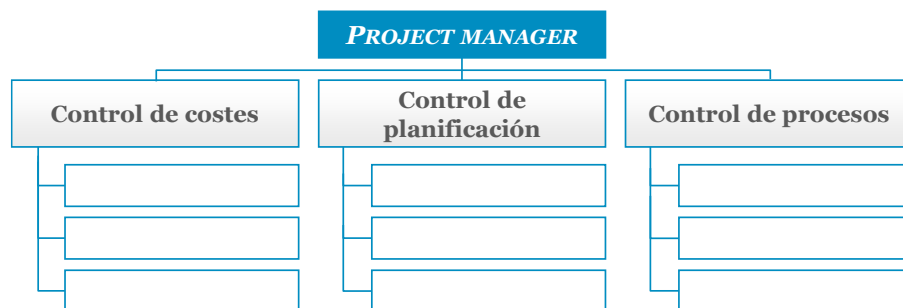 PROJECT MANAGER
Control de costes
Control de
planificación
Control de procesos